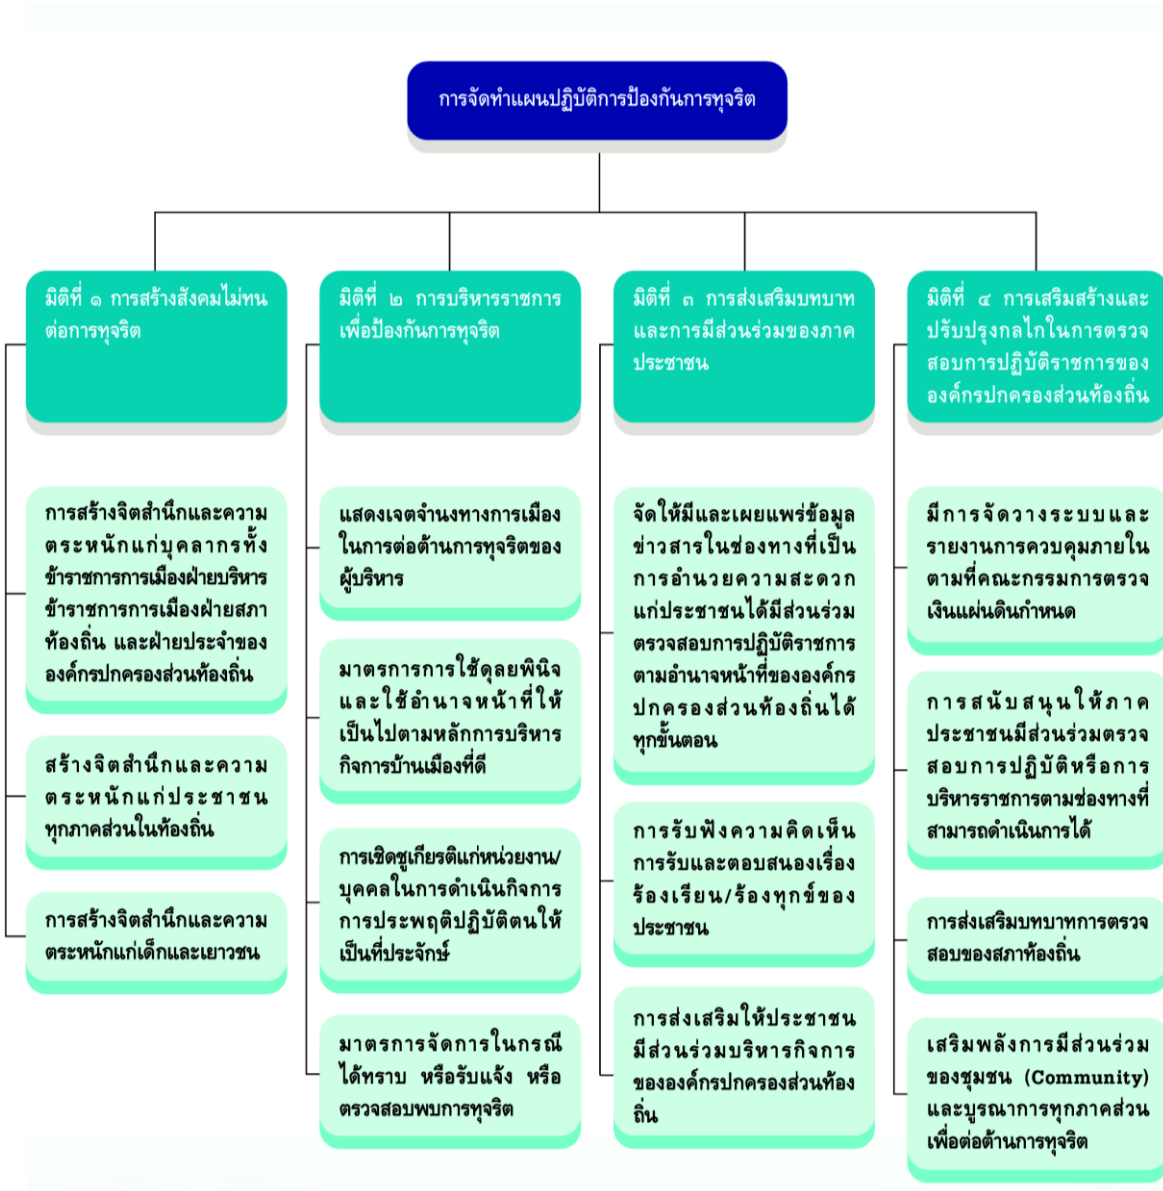 การจัดทำแผนปฏิบัติการป้องกันการทุจริต
มิติที่ ๑ การสร้างสังคมไม่ทน
ต่อการทุจริต
การสร้างจิตสำนึกและความ
ตระหนักแก่บุคลากรทั้ง
ข้าราชการการเมืองฝ่ายบริหาร
ข้าราชการการเมืองฝ่ายสภา
ท้องถิ่น และฝ่ายประจำของ
องค์กรปกครองส่วนท้องถิ่น
สร้างจิตสำนึกและความ
ตระหนักแก่ประชาชน
ทุกภาคส่วนในท้องถิ่น
การสร้างจิตสำนึกและความ
ตระหนักแก่เด็กและเยาวชน
มิติที่ ๒ การบริหารราชการ
เพื่อป้องกันการทุจริต
แสดงเจตจำนงทางการเมือง
ในการต่อต้านการทุจริตของ
ผู้บริหาร
มาตรการการใช้ดุลยพินิจ
และใช้อำนาจหน้าที่ให้
เป็นไปตามหลักการบริหาร
กิจการบ้านเมืองที่ดี
การเชิดชูเกียรติแก่หน่วยงาน/
บุคคลในการดำเนินกิจการ
การประพฤติปฏิบัติตนให้
เป็นที่ประจักษ์
มาตรการจัดการในกรณี
ได้ทราบ หรือรับแจ้ง หรือ
ตรวจสอบพบการทุจริต
มิติที่ ๓ การส่งเสริมบทบาท
และการมีส่วนร่วมของภาค
ประชาชน
จัดให้มีและเผยแพร่ข้อมูล
ข่าวสารในช่องทางที่เป็น
การอำนวยความสะดวก
แก่ประชาชนได้มีส่วนร่วม
ตรวจสอบการปฏิบัติราชการ
ตามอำนาจหน้าที่ขององค์กร
ปกครองส่วนท้องถิ่นได้
ทุกขั้นตอน
การรับฟังความคิดเห็น
การรับและตอบสนองเรื่อง
ร้องเรียน/ร้องทุกข์ของ
ประชาชน
การส่งเสริมให้ประชาชน
มีส่วนร่วมบริหารกิจการ
ขององค์กรปกครองส่วนท้อง
ถิ่น
มิติที่ ๔ การเสริมสร้างและ
ปรับปรุงกลไกในการตรวจ
สอบการปฏิบัติราชการของ
องค์กรปกครองส่วนท้องถิ่น
มีการจัดวางระบบและ
รายงานการควบคุมภายใน
ตามที่คณะกรรมการตรวจ
เงินแผ่นดินกำหนด
การสนับสนุนให้ภาค
ประชาชนมีส่วนร่วมตรวจ
สอบการปฏิบัติหรือการ
บริหารราชการตามช่องทางที่
สามารถดำเนินการได้
การส่งเสริมบทบาทการตรวจ
สอบของสภาท้องถิ่น
เสริมพลังการมีส่วนร่วม
ของชุมชน (Community)
และบูรณาการทุกภาคส่วน
เพื่อต่อต้านการทุจริต